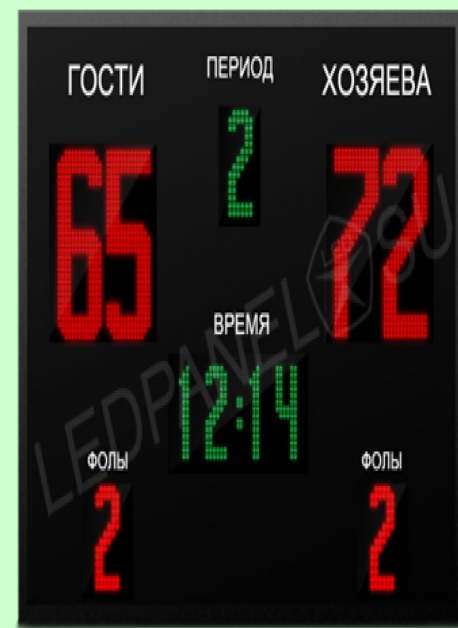 ГОСТИ ПЕРИОД ХОЗЯЕВА
65 2 72
ВРЕМЯ
12:14
ФОЛЫ ФОЛЫ
2 2
LEDPANEL SU